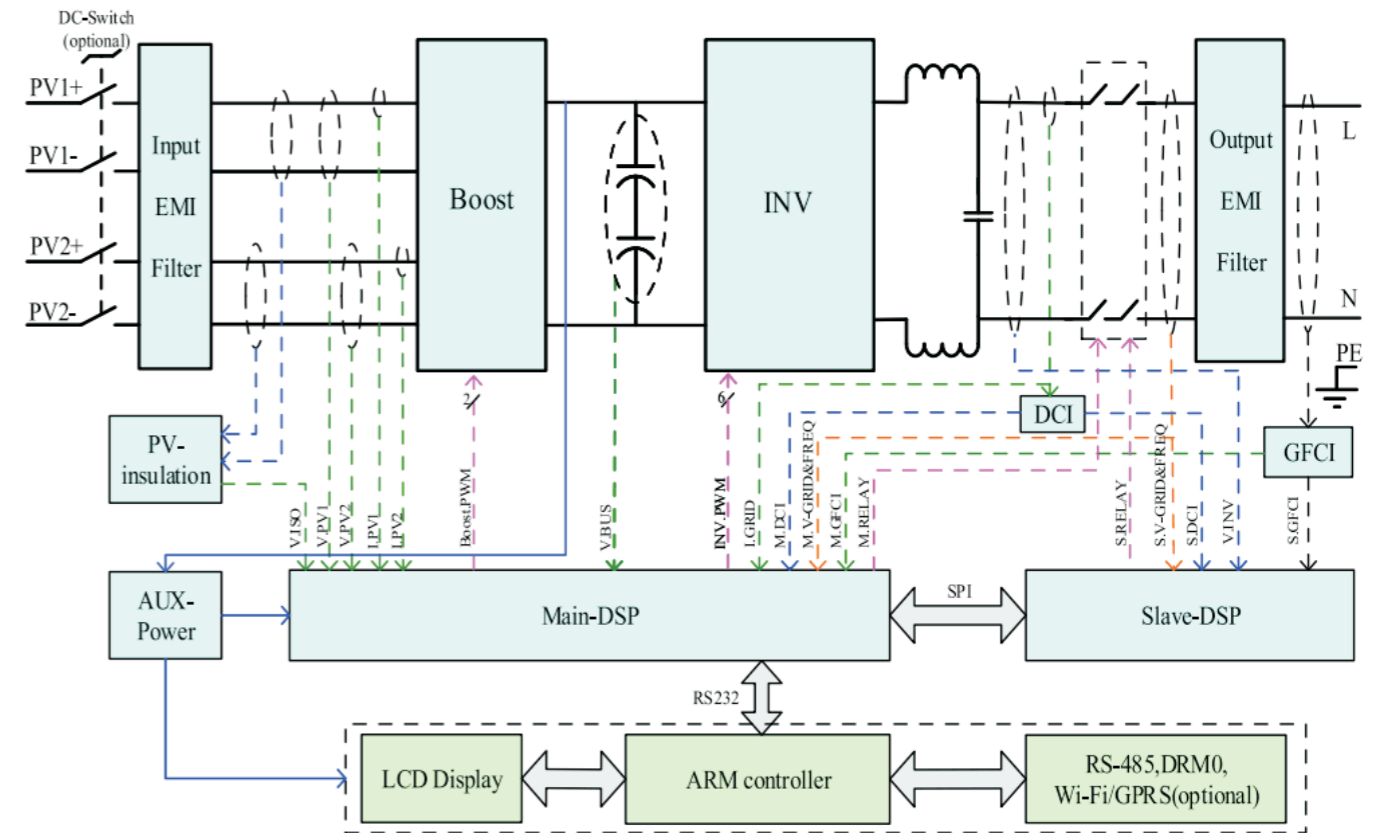 DC-Switch
(optional)
PV1+
PV1-
PV2+
PV2-
Input
EMI
Filter
Boost
INV
Output
EMI
Filter
L
N
PE
PV-
insulation
DCI
GFCI
2
6
V.ISO
V.PV1
V.PV2
I.PV1
I.PV2
Boost.PWM
V.BUS
INV.PWM
I.GRID
M.DCI
M.V-GRID&FREQ
M.GFCI
M.RELAY
S.RELAY
S.V-GRID&FREQ
S.DCI
V.INV
S.GFCI
AUX-
Power
Main-DSP
SPI
Slave-DSP
RS232
LCD Display
ARM controller
RS-485,DRM0,
Wi-Fi/GPRS(optional)